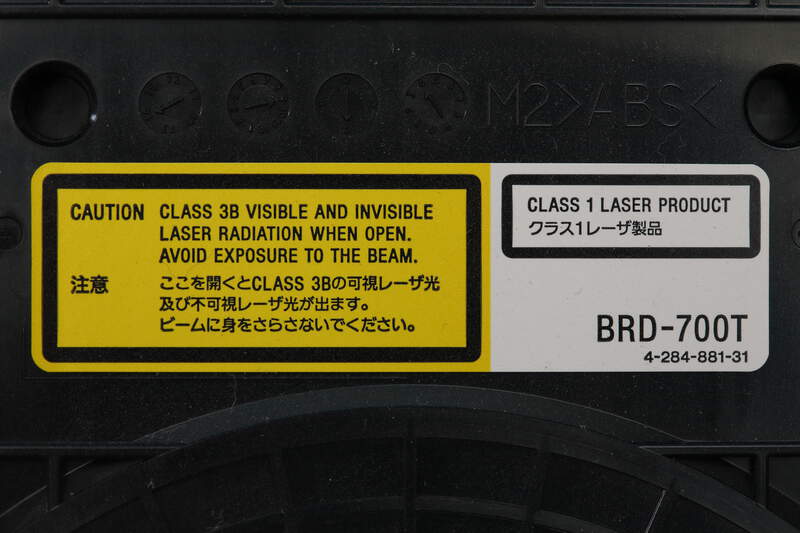 M2>ABS<
CAUTION CLASS 3B VISIBLE AND INVISIBLE
LASER RADIATION WHEN OPEN.
AVOID EXPOSURE TO THE BEAM.
注意 ここを開くとCLASS 3Bの可視レーザ光
及び不可視レーザ光が出ます。
ビームに身をさらさないでください。
CLASS 1 LASER PRODUCT
クラス1レーザ製品
BRD-700T
4-284-881-31